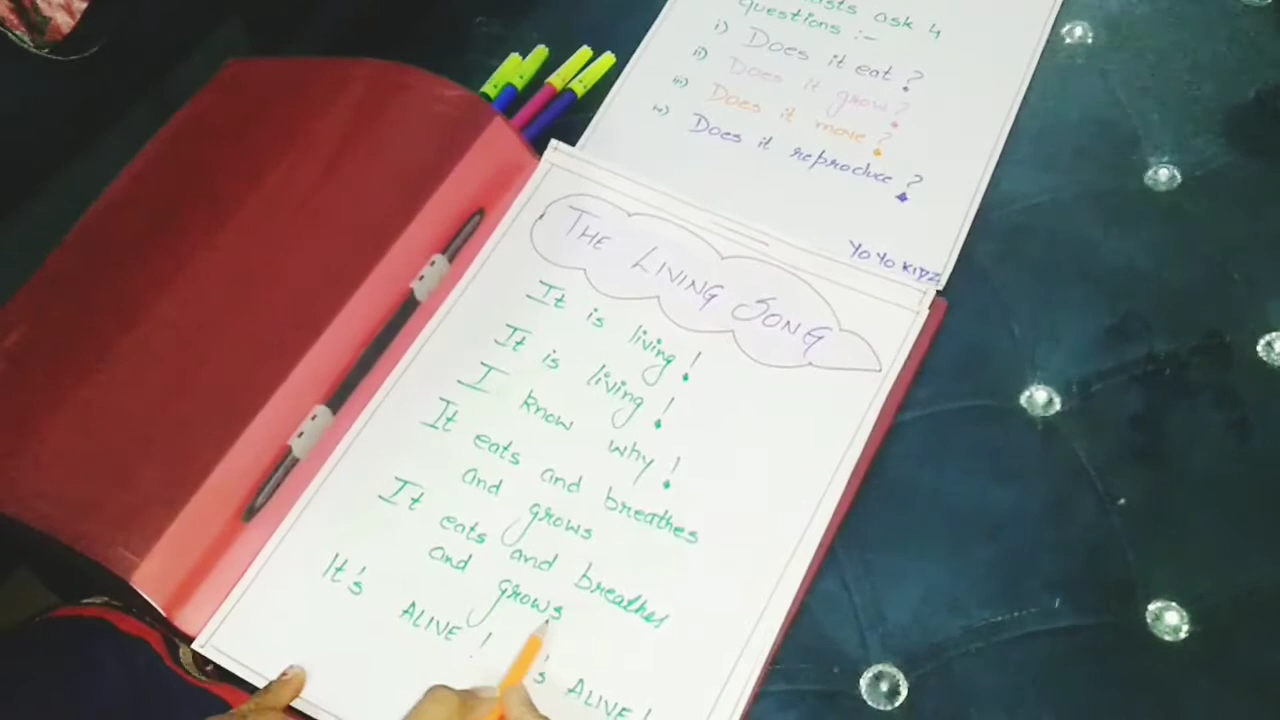 ask 4
questions :-
i) Does it eat ?
ii) Does it grow ?
iii) Does it move ?
iv) Does it reproduce ?
YO YO KIDZ
THE LIVING SONG
It is living !
It is living !
I know why !
It eats and breathes
and grows
It eats and breathes
and grows
It's ALIVE ! 's ALIVE !